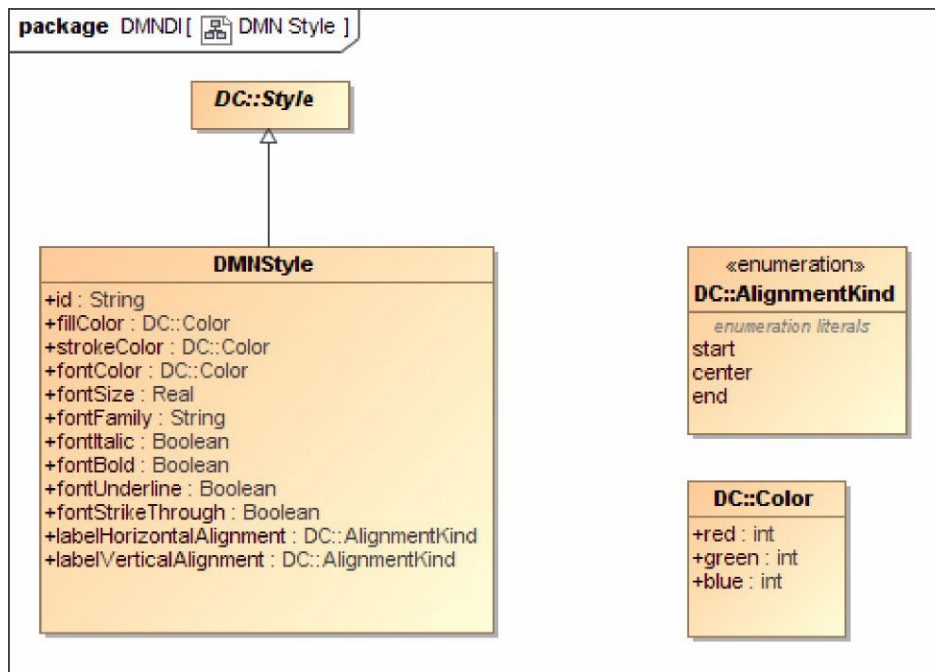 package DMNDI[ DMN Style ]
DC::Style
DMNStyle
+id : String
+fillColor : DC::Color
+strokeColor : DC::Color
+fontColor : DC::Color
+fontSize : Real
+fontFamily : String
+fontItalic : Boolean
+fontBold : Boolean
+fontUnderline : Boolean
+fontStrikeThrough : Boolean
+labelHorizontalAlignment : DC::AlignmentKind
+labelVerticalAlignment : DC::AlignmentKind
«enumeration»
DC::AlignmentKind
enumeration literals
start
center
end
DC::Color
+red : int
+green : int
+blue : int